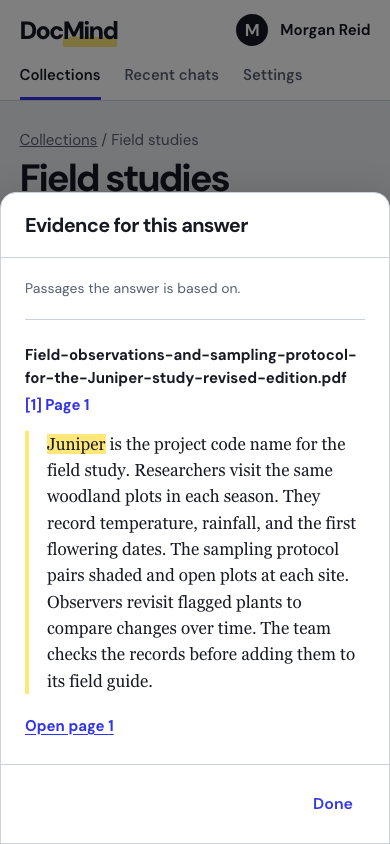 DocMind
M
Morgan Reid
Collections
Recent chats
Settings
Collections / Field studies
Field studies
Evidence for this answer
Passages the answer is based on.
Field-observations-and-sampling-protocol-
for-the-Juniper-study-revised-edition.pdf
[1] Page 1
Juniper is the project code name for the
field study. Researchers visit the same
woodland plots in each season. They
record temperature, rainfall, and the first
flowering dates. The sampling protocol
pairs shaded and open plots at each site.
Observers revisit flagged plants to
compare changes over time. The team
checks the records before adding them to
its field guide.
Open page 1
Done